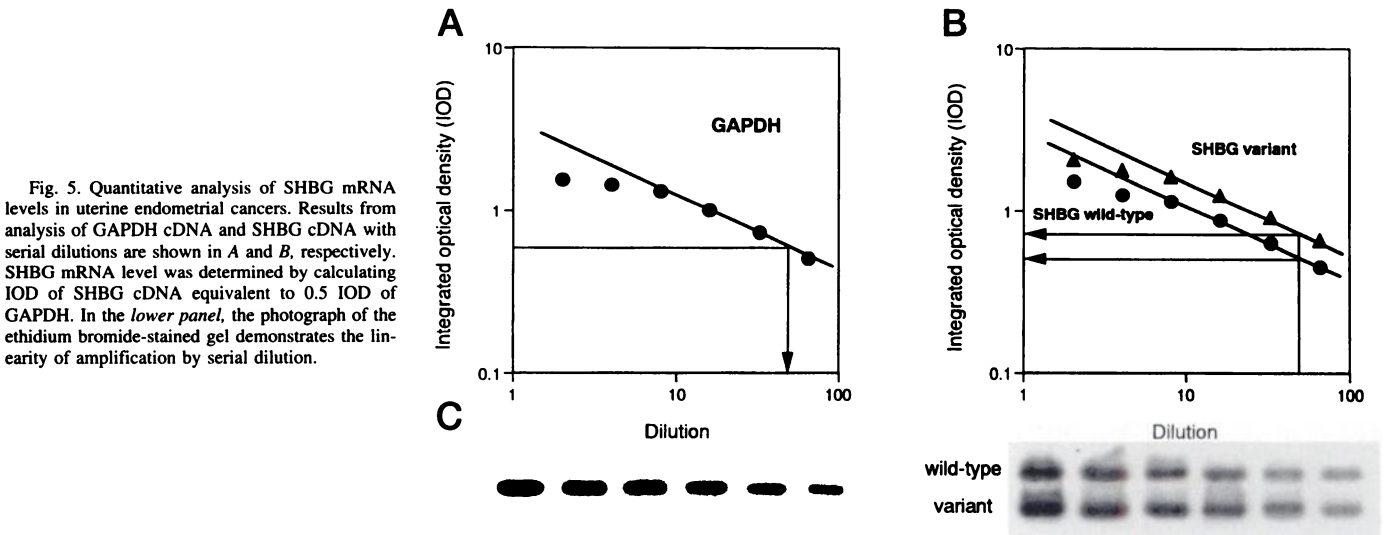 Fig. 5. Quantitative analysis of SHBG mRNA
levels in uterine endometrial cancers. Results from
analysis of GAPDH cDNA and SHBG cDNA with
serial dilutions are shown in A and B, respectively.
SHBG mRNA level was determined by calculating
IOD of SHBG cDNA equivalent to 0.5 IOD of
GAPDH. In the lower panel, the photograph of the
ethidium bromide-stained gel demonstrates the lin-
earity of amplification by serial dilution.
A
Integrated optical density (IOD)
10
1
0.1
GAPDH
1
10
100
Dilution
B
Integrated optical density (IOD)
10
1
0.1
SHBG variant
SHBG wild-type
1
10
100
Dilution
C
wild-type
variant